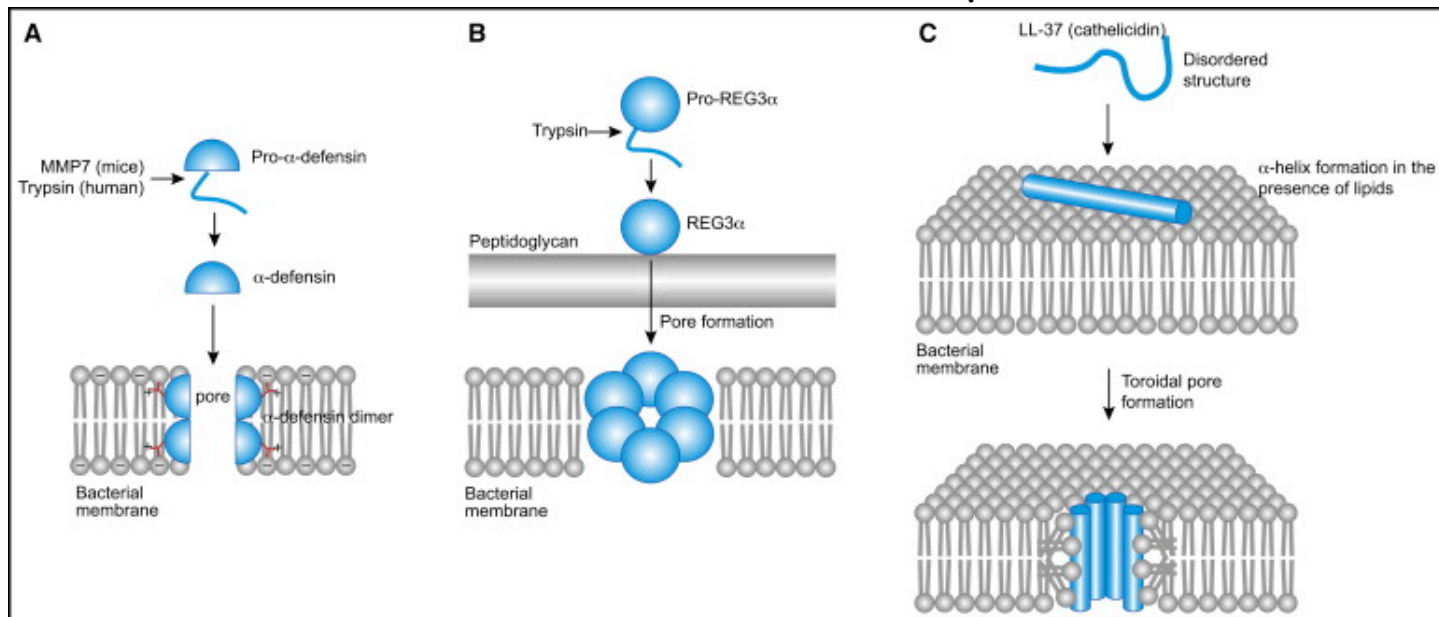 A
MMP7 (mice)
Trypsin (human)
Pro-α-defensin
α-defensin
pore
α-defensin dimer
Bacterial
membrane
B
Pro-REG3α
Trypsin
REG3α
Peptidoglycan
Pore formation
Bacterial
membrane
C
LL-37 (cathelicidin)
Disordered
structure
α-helix formation in the
presence of lipids
Bacterial
membrane
Toroidal pore
formation